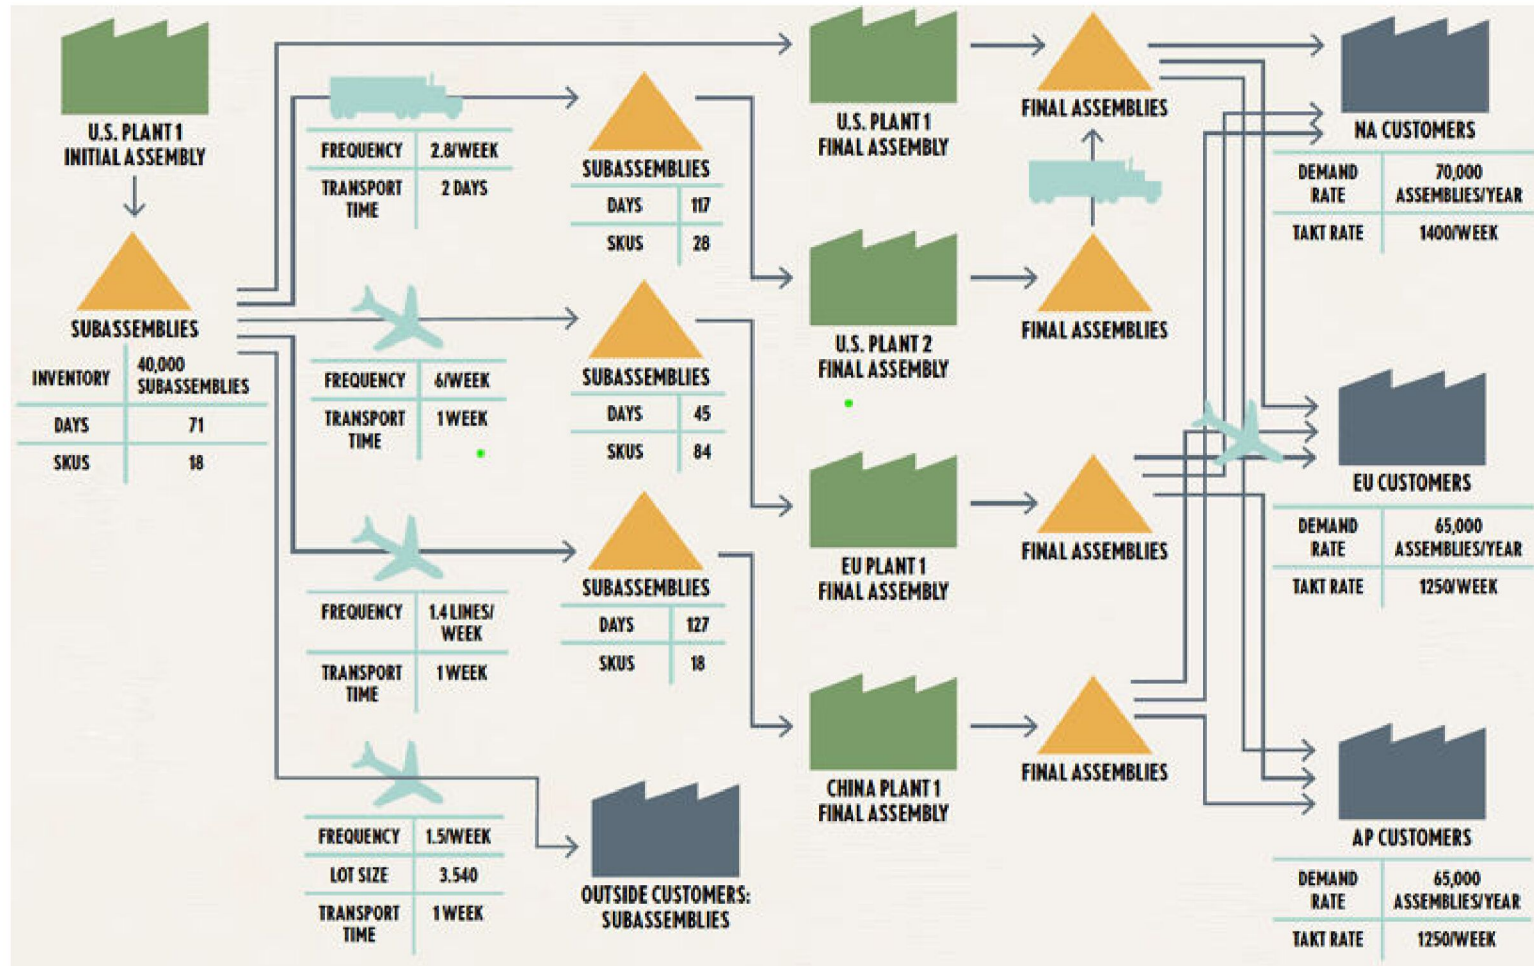 U.S. PLANT 1
INITIAL ASSEMBLY
SUBASSEMBLIES
INVENTORY 40,000 SUBASSEMBLIES
DAYS 71
SKUS 18
FREQUENCY 2.8/WEEK
TRANSPORT TIME 2 DAYS
FREQUENCY 6/WEEK
TRANSPORT TIME 1 WEEK
FREQUENCY 1.4 LINES/WEEK
TRANSPORT TIME 1 WEEK
FREQUENCY 1.5/WEEK
LOT SIZE 3.540
TRANSPORT TIME 1 WEEK
SUBASSEMBLIES
DAYS 117
SKUS 28
SUBASSEMBLIES
DAYS 45
SKUS 84
SUBASSEMBLIES
DAYS 127
SKUS 18
OUTSIDE CUSTOMERS:
SUBASSEMBLIES
U.S. PLANT 1
FINAL ASSEMBLY
U.S. PLANT 2
FINAL ASSEMBLY
EU PLANT 1
FINAL ASSEMBLY
CHINA PLANT 1
FINAL ASSEMBLY
FINAL ASSEMBLIES
FINAL ASSEMBLIES
FINAL ASSEMBLIES
FINAL ASSEMBLIES
NA CUSTOMERS
DEMAND RATE 70,000 ASSEMBLIES/YEAR
TAKT RATE 1400/WEEK
EU CUSTOMERS
DEMAND RATE 65,000 ASSEMBLIES/YEAR
TAKT RATE 1250/WEEK
AP CUSTOMERS
DEMAND RATE 65,000 ASSEMBLIES/YEAR
TAKT RATE 1250/WEEK